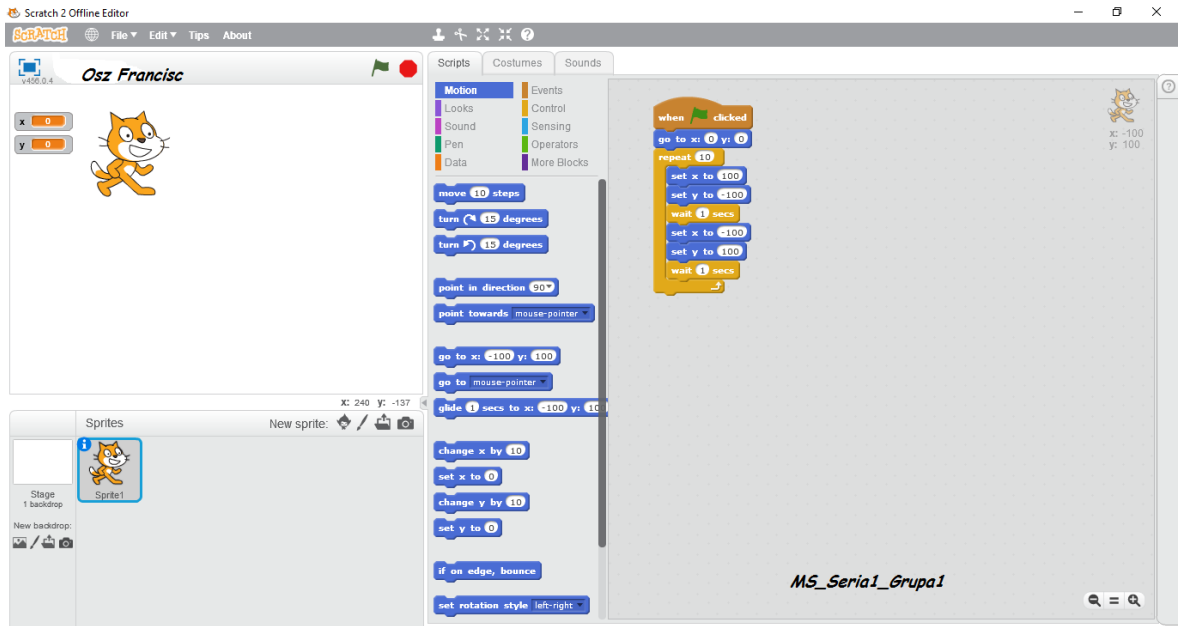 Scratch 2 Offline Editor
SCRATCH File Edit Tips About
v456.0.4
Osz Francisc
x 0
y 0
X: 240 Y: -137
Sprites
New sprite:
Stage
1 backdrop
New backdrop:
Sprite1
Scripts Costumes Sounds
Motion Events
Looks Control
Sound Sensing
Pen Operators
Data More Blocks
move 10 steps
turn 15 degrees
turn 15 degrees
point in direction 90
point towards mouse-pointer
go to x: -100 y: 100
go to mouse-pointer
glide 1 secs to x: -100 y: 10
change x by 10
set x to 0
change y by 10
set y to 0
if on edge, bounce
set rotation style left-right
when clicked
go to x: 0 y: 0
repeat 10
set x to 100
set y to -100
wait 1 secs
set x to -100
set y to 100
wait 1 secs
x: -100
y: 100
MS_Seria1_Grupa1